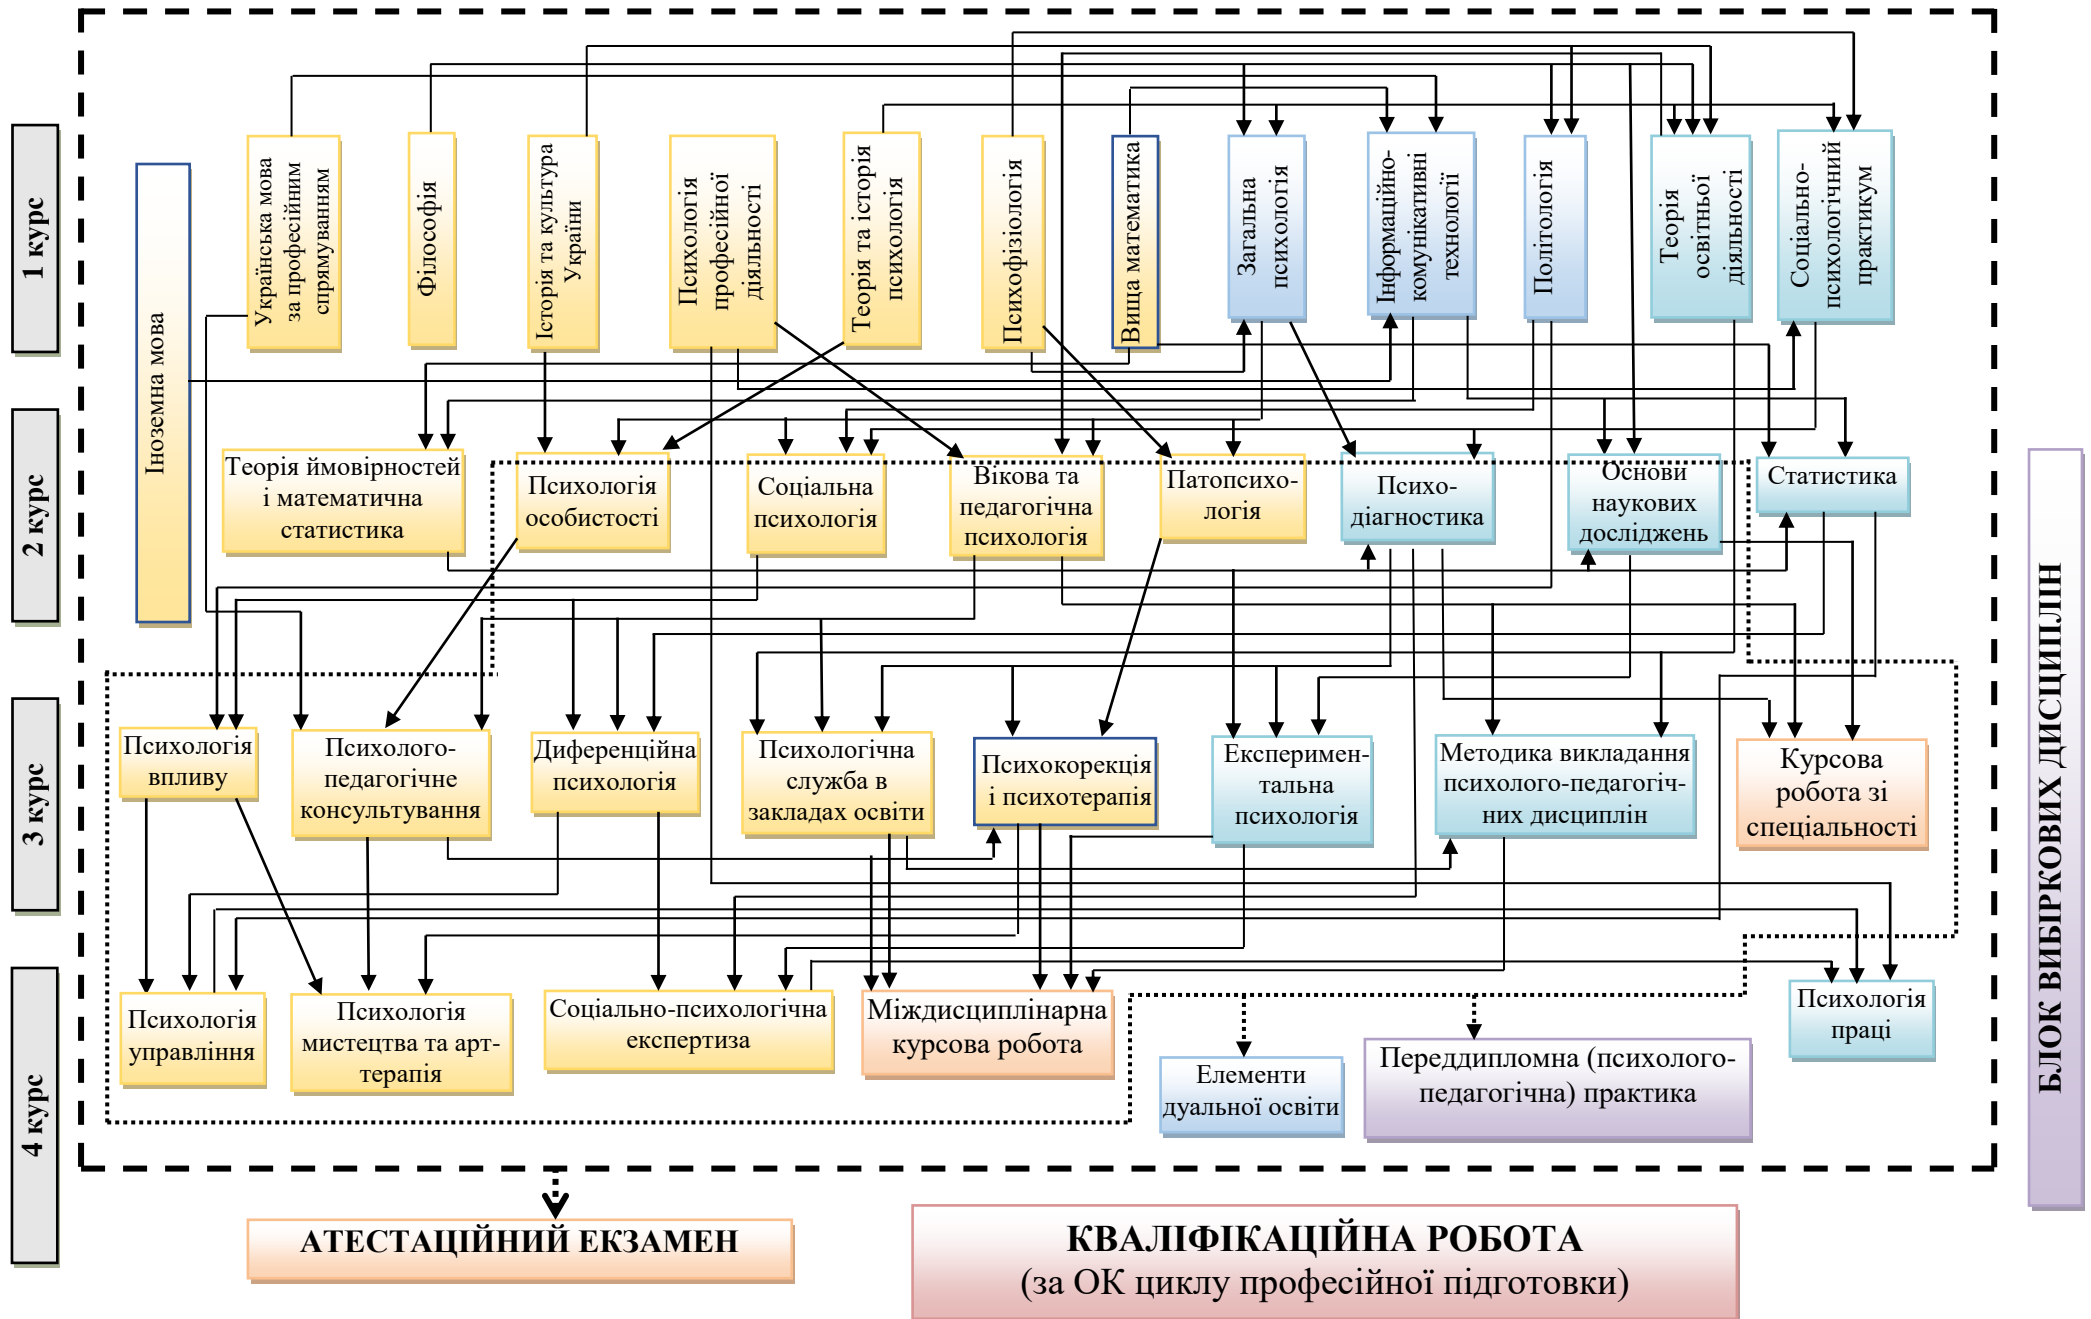 1 курс
Іноземна мова
Українська мова
за професійним
спрямуванням
Філософія
Історія та культура
України
Психологія
професійної
діяльності
Теорія та історія
психологія
Психофізіологія
Вища математика
Загальна
психологія
Інформаційно-
комунікативні
технології
Політологія
Теорія
освітньої
діяльності
Соціально-
психологічний
практикум
2 курс
Теорія ймовірностей
і математична
статистика
Психологія
особистості
Соціальна
психологія
Вікова та
педагогічна
психологія
Патопсихо-
логія
Психо-
діагностика
Основи
наукових
досліджень
Статистика
3 курс
Психологія
впливу
Психолого-
педагогічне
консультування
Диференційна
психологія
Психологічна
служба в
закладах освіти
Психокорекція
і психотерапія
Експеримен-
тальна
психологія
Методика викладання
психолого-педагогіч-
них дисциплін
Курсова
робота зі
спеціальності
4 курс
Психологія
управління
Психологія
мистецтва та арт-
терапія
Соціально-психологічна
експертиза
Міждисциплінарна
курсова робота
Елементи
дуальної освіти
Переддипломна (психолого-
педагогічна) практика
Психологія
праці
БЛОК ВИБІРКОВИХ ДИСЦИПЛІН
АТЕСТАЦІЙНИЙ ЕКЗАМЕН
КВАЛІФІКАЦІЙНА РОБОТА
(за ОК циклу професійної підготовки)